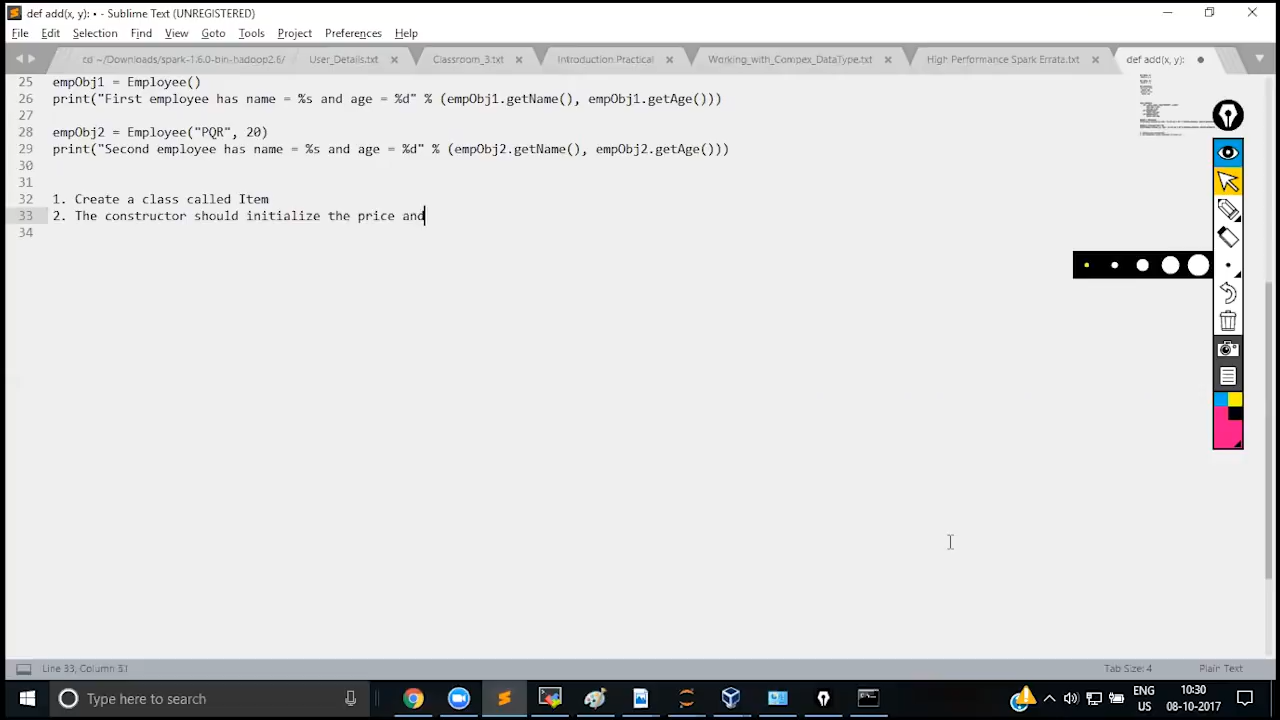 def add(x, y): • - Sublime Text (UNREGISTERED)
File Edit Selection Find View Goto Tools Project Preferences Help
cd ~/Downloads/spark-1.6.0-bin-hadoop2.6/ User_Details.txt Classroom_3.txt Introduction Practical Working_with_Compex_DataType.txt High Performance Spark Errata.txt def add(x, y):
25 empObj1 = Employee()
26 print("First employee has name = %s and age = %d" % (empObj1.getName(), empObj1.getAge()))
27
28 empObj2 = Employee("PQR", 20)
29 print("Second employee has name = %s and age = %d" % (empObj2.getName(), empObj2.getAge()))
30
31
32 1. Create a class called Item
33 2. The constructor should initialize the price and
34
Line 33, Column 51 Tab Size: 4 Plain Text
Type here to search ENG 10:30
US 08-10-2017